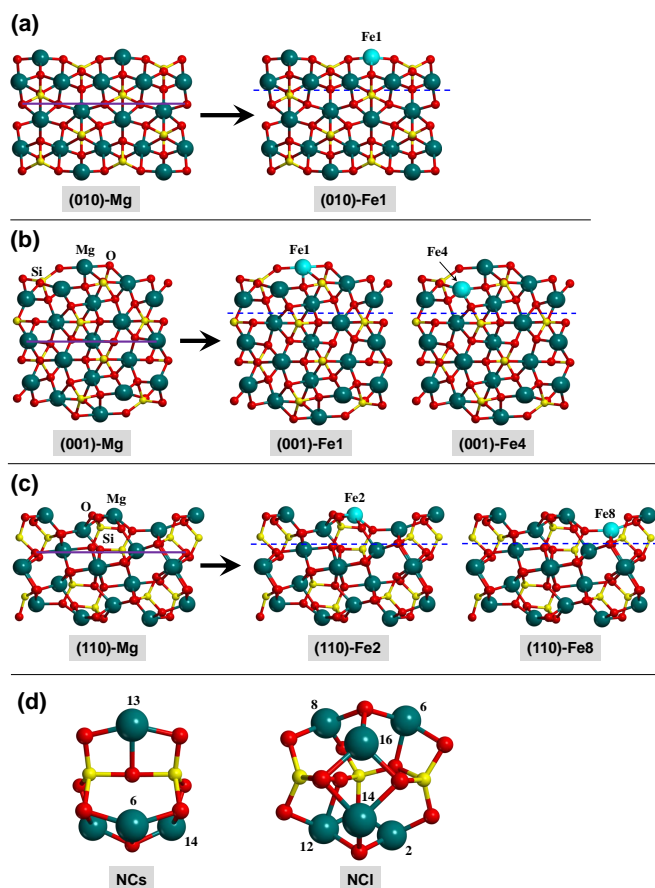 (a)
Fe1
(010)-Mg
(010)-Fe1
(b)
Mg
O
Si
Fe1
Fe4
(001)-Mg
(001)-Fe1
(001)-Fe4
(c)
O
Mg
Si
Fe2
Fe8
(110)-Mg
(110)-Fe2
(110)-Fe8
(d)
13
6
14
NCs
8
6
16
14
12
2
NCl